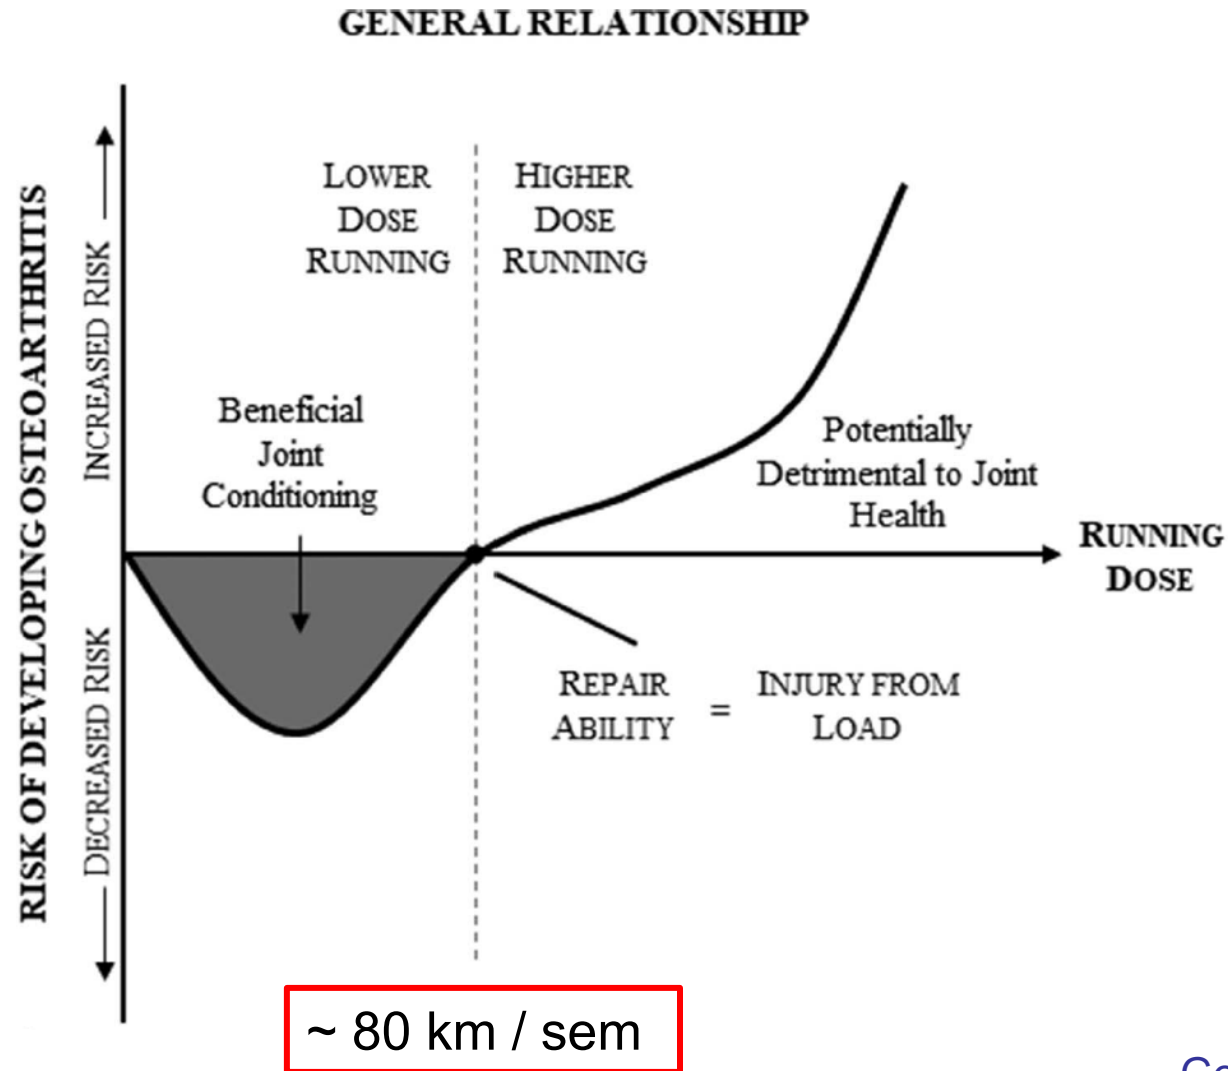 GENERAL RELATIONSHIP
RISK OF DEVELOPING OSTEOARTHRITIS
INCREASED RISK
DECREASED RISK
LOWER
DOSE
RUNNING
HIGHER
DOSE
RUNNING
Beneficial
Joint
Conditioning
Potentially
Detrimental to Joint
Health
RUNNING
DOSE
REPAIR
ABILITY
=
INJURY FROM
LOAD
~ 80 km / sem